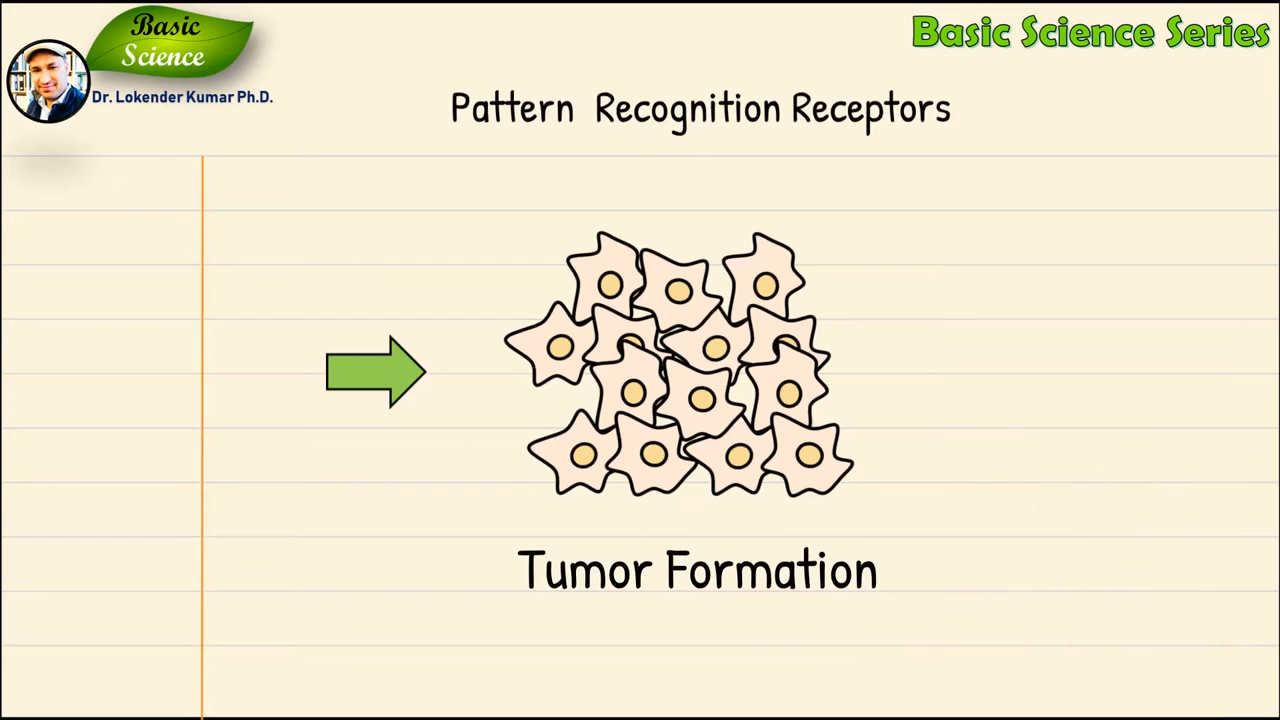 Basic
Science
Dr. Lokender Kumar Ph.D.
Basic Science Series
Pattern Recognition Receptors
Tumor Formation